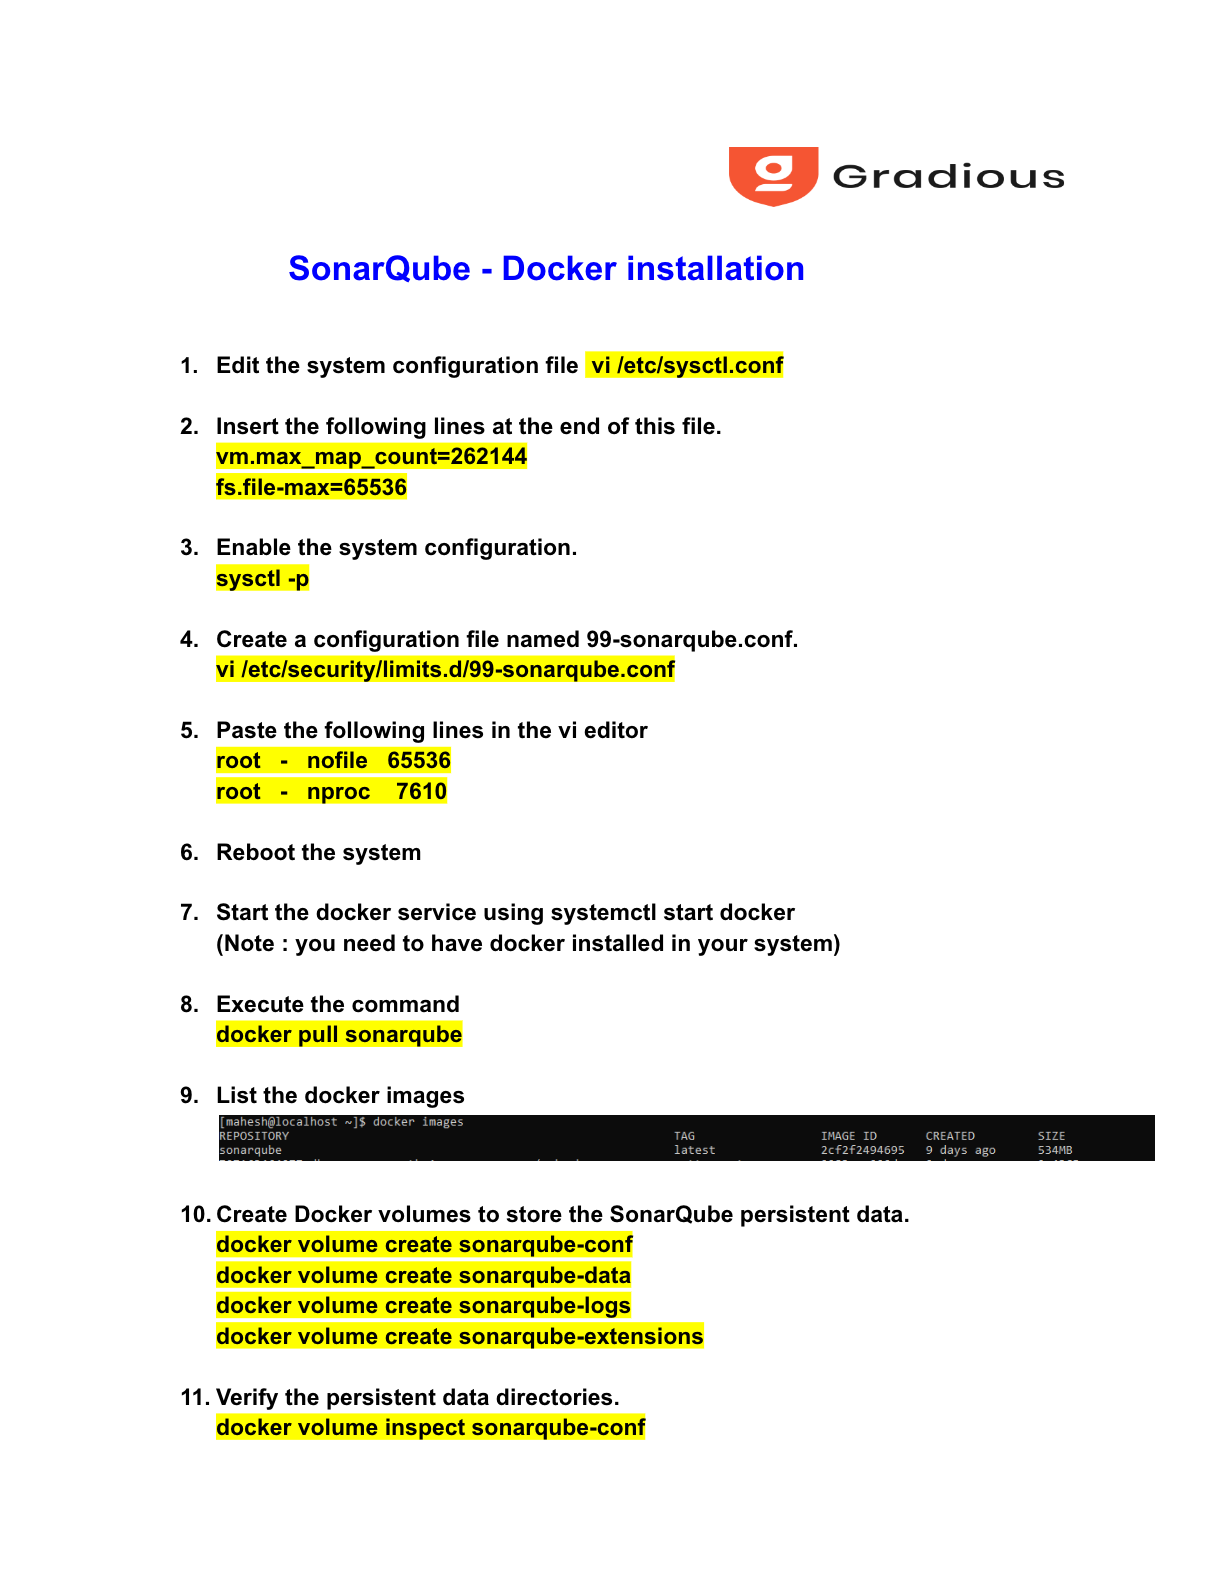 Gradious
SonarQube - Docker installation
1. Edit the system configuration file vi /etc/sysctl.conf
2. Insert the following lines at the end of this file.
vm.max_map_count=262144
fs.file-max=65536
3. Enable the system configuration.
sysctl -p
4. Create a configuration file named 99-sonarqube.conf.
vi /etc/security/limits.d/99-sonarqube.conf
5. Paste the following lines in the vi editor
root - nofile 65536
root - nproc 7610
6. Reboot the system
7. Start the docker service using systemctl start docker
(Note : you need to have docker installed in your system)
8. Execute the command
docker pull sonarqube
9. List the docker images
[mahesh@localhost ~]$ docker images
REPOSITORY TAG IMAGE ID CREATED SIZE
sonarqube latest 2cf2f2494695 9 days ago 534MB
10. Create Docker volumes to store the SonarQube persistent data.
docker volume create sonarqube-conf
docker volume create sonarqube-data
docker volume create sonarqube-logs
docker volume create sonarqube-extensions
11. Verify the persistent data directories.
docker volume inspect sonarqube-conf